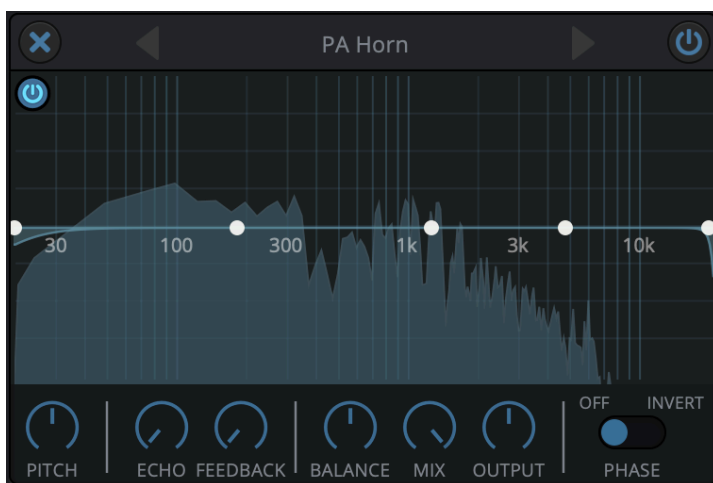 PA Horn
30 100 300 1k 3k 10k
OFF INVERT
PITCH ECHO FEEDBACK BALANCE MIX OUTPUT PHASE